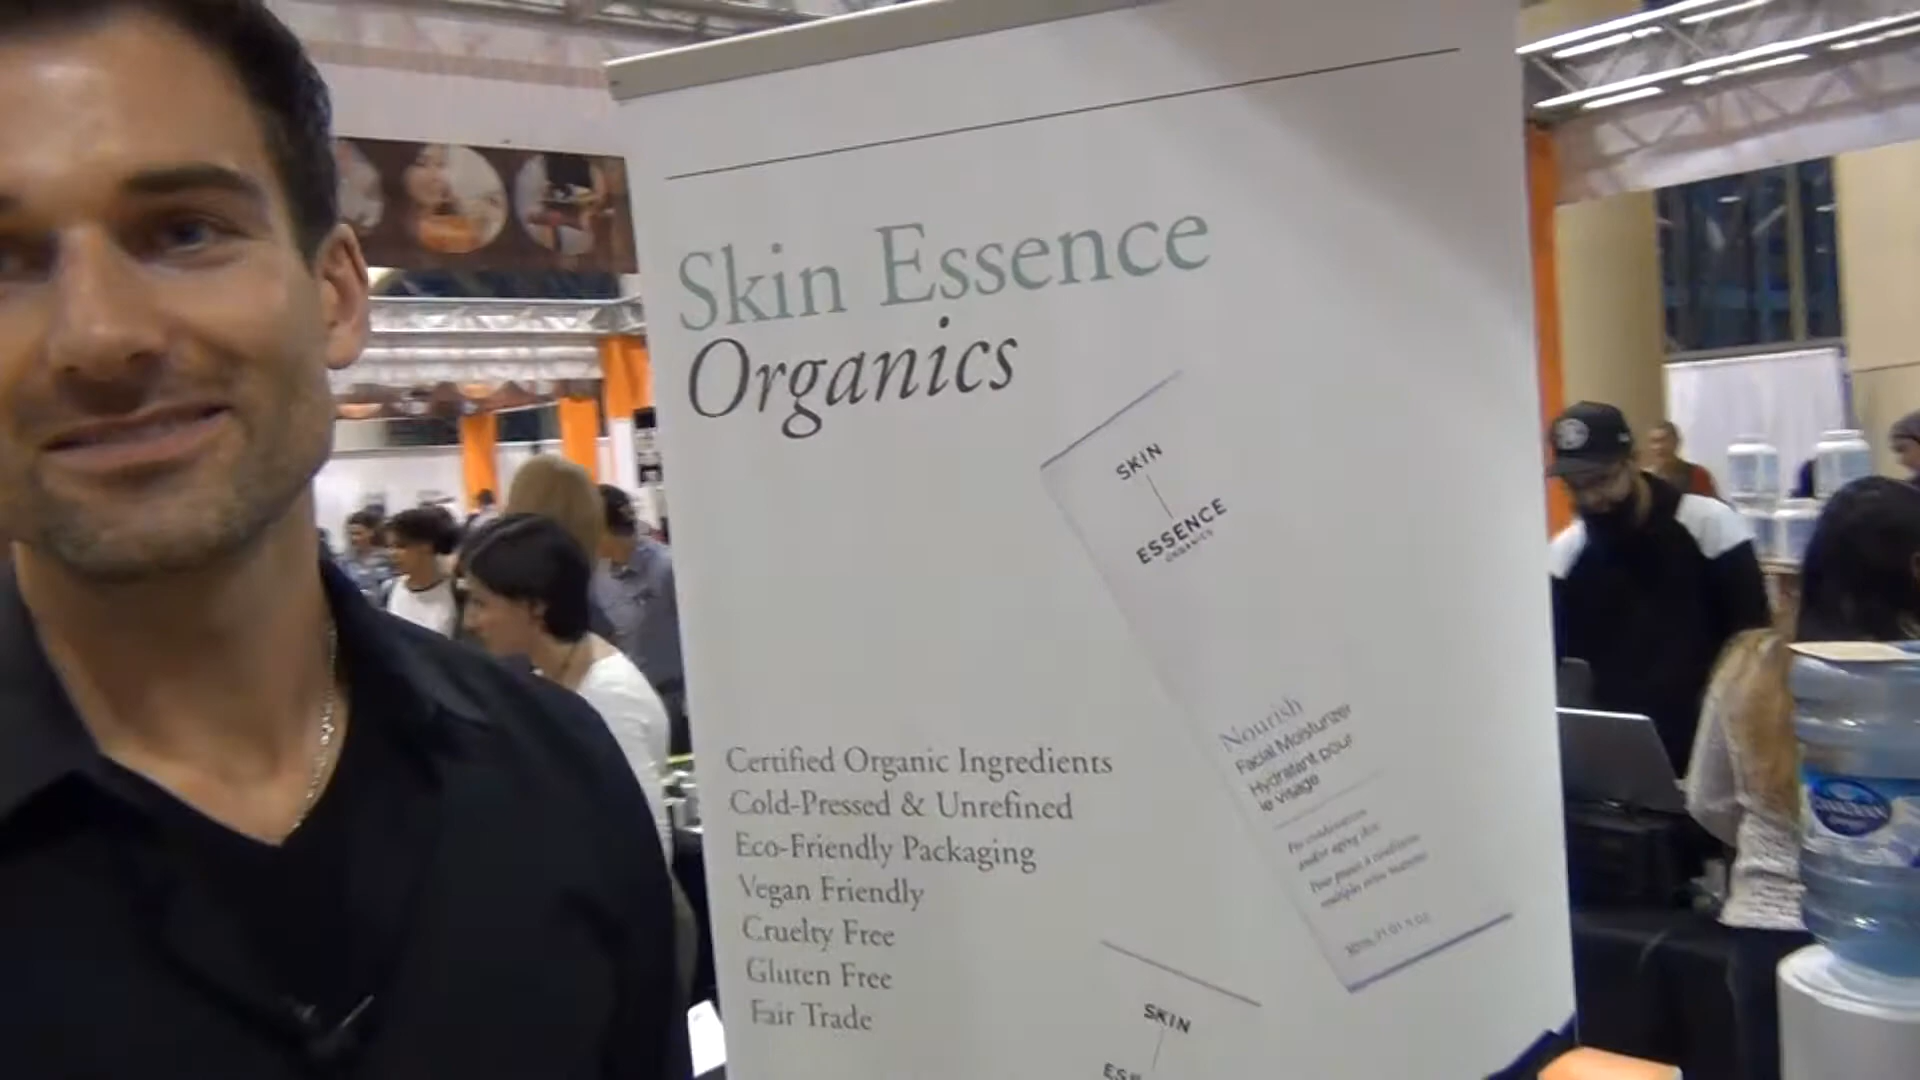 Skin Essence
Organics
SKIN
ESSENCE
ORGANICS
Nourish
Facial Moisturizer
Hydratant pour
le visage
Certified Organic Ingredients
Cold-Pressed & Unrefined
Eco-Friendly Packaging
Vegan Friendly
Cruelty Free
Gluten Free
Fair Trade
SKIN